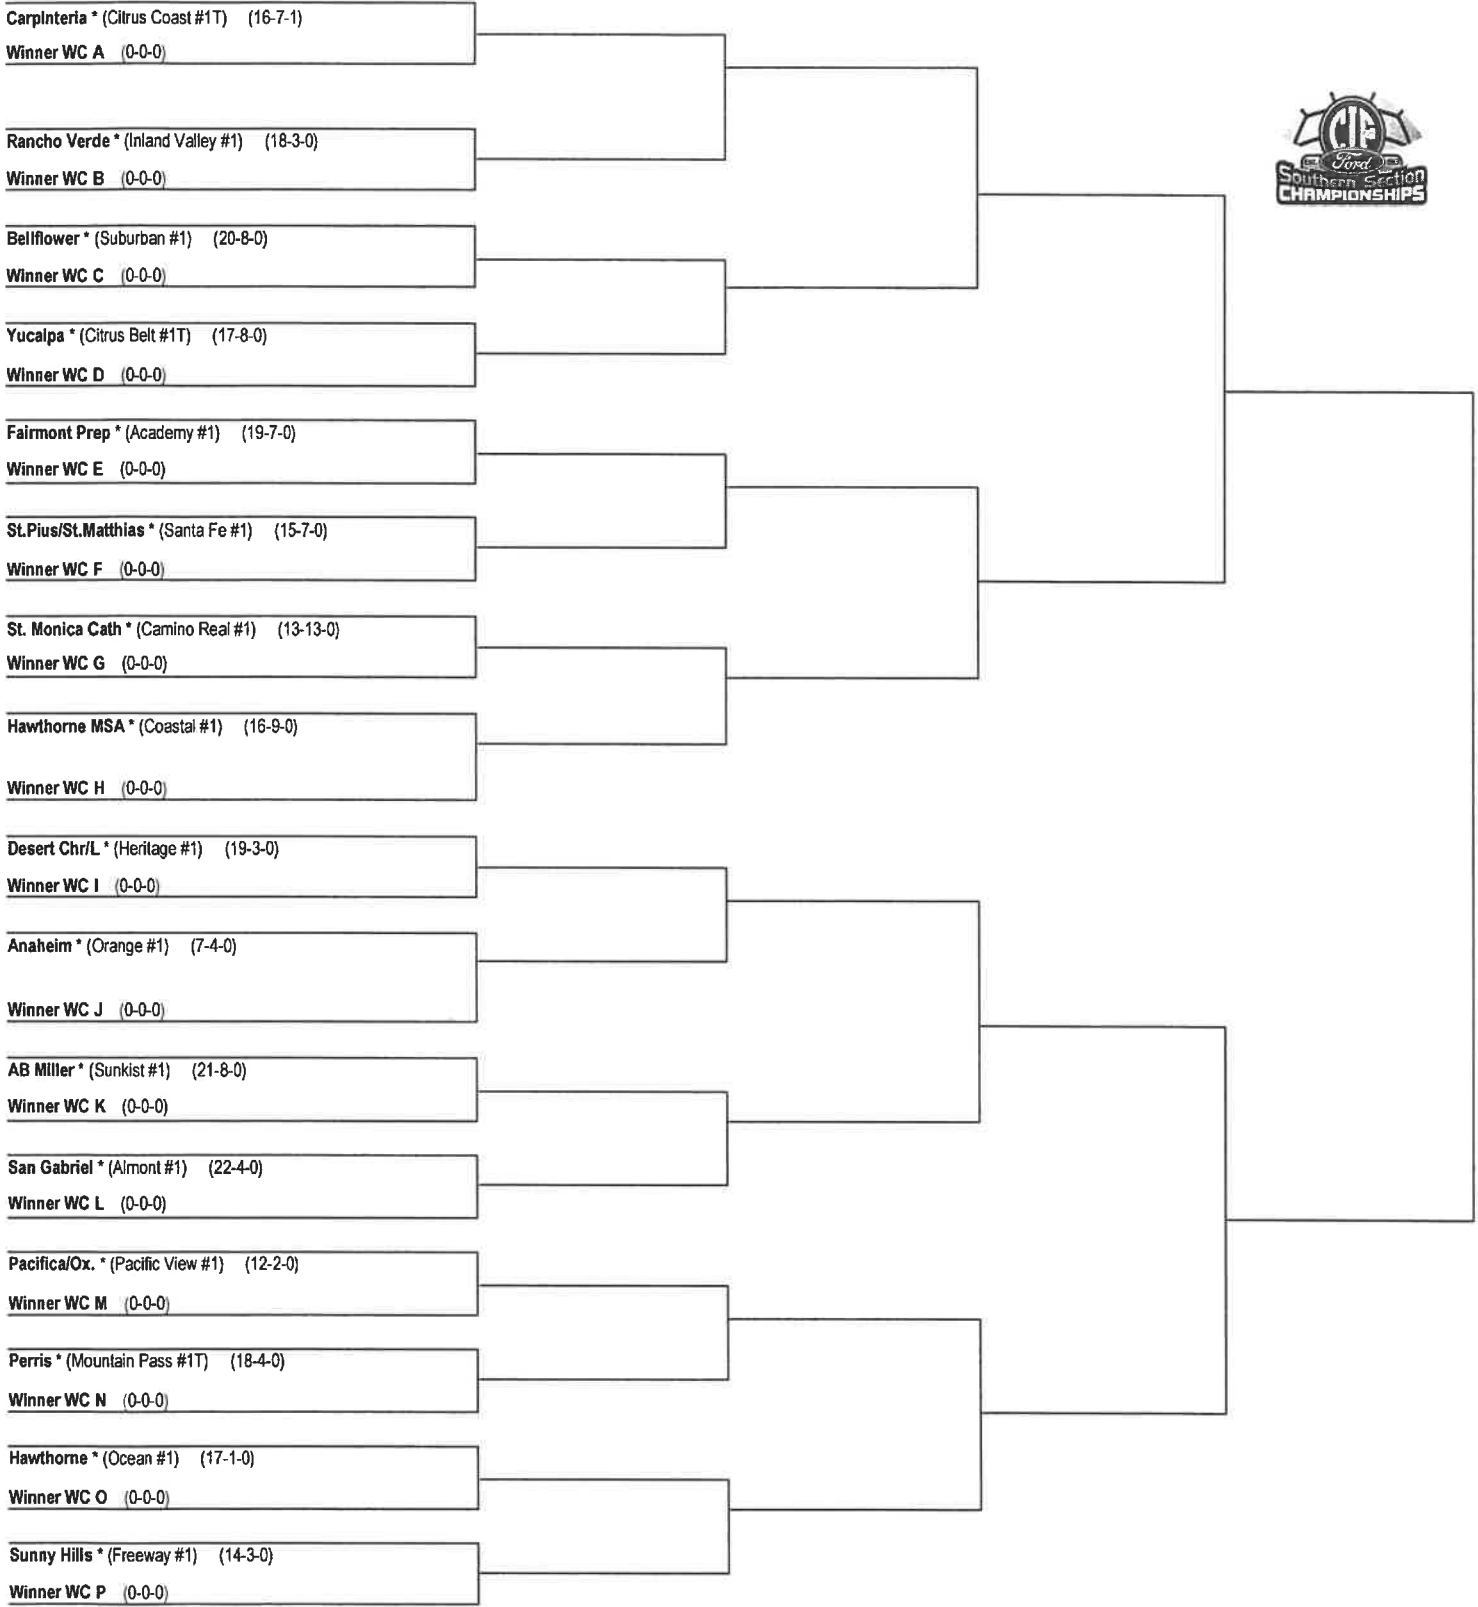 Carpinteria * (Citrus Coast #1T) (16-7-1)
Winner WC A (0-0-0)
CIF
Ford
Southern Section
CHAMPIONSHIPS
Rancho Verde * (Inland Valley #1) (18-3-0)
Winner WC B (0-0-0)
Bellflower * (Suburban #1) (20-8-0)
Winner WC C (0-0-0)
Yucaipa * (Citrus Belt #1T) (17-8-0)
Winner WC D (0-0-0)
Fairmont Prep * (Academy #1) (19-7-0)
Winner WC E (0-0-0)
St.Pius/St.Matthias * (Santa Fe #1) (15-7-0)
Winner WC F (0-0-0)
St. Monica Cath * (Camino Real #1) (13-13-0)
Winner WC G (0-0-0)
Hawthorne MSA * (Coastal #1) (16-9-0)
Winner WC H (0-0-0)
Desert Chr/L * (Heritage #1) (19-3-0)
Winner WC I (0-0-0)
Anaheim * (Orange #1) (7-4-0)
Winner WC J (0-0-0)
AB Miller * (Sunkist #1) (21-8-0)
Winner WC K (0-0-0)
San Gabriel * (Almont #1) (22-4-0)
Winner WC L (0-0-0)
Pacifica/Ox. * (Pacific View #1) (12-2-0)
Winner WC M (0-0-0)
Perris * (Mountain Pass #1T) (18-4-0)
Winner WC N (0-0-0)
Hawthorne * (Ocean #1) (17-1-0)
Winner WC O (0-0-0)
Sunny Hills * (Freeway #1) (14-3-0)
Winner WC P (0-0-0)